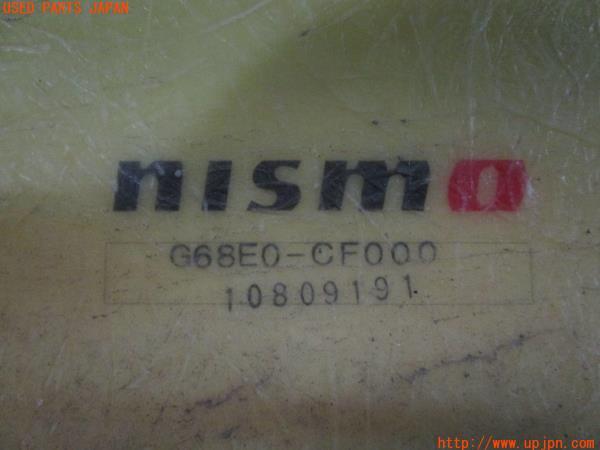 USED PARTS JAPAN
nismo
G68E0-CF000
10809191
http://www.upjpn.com